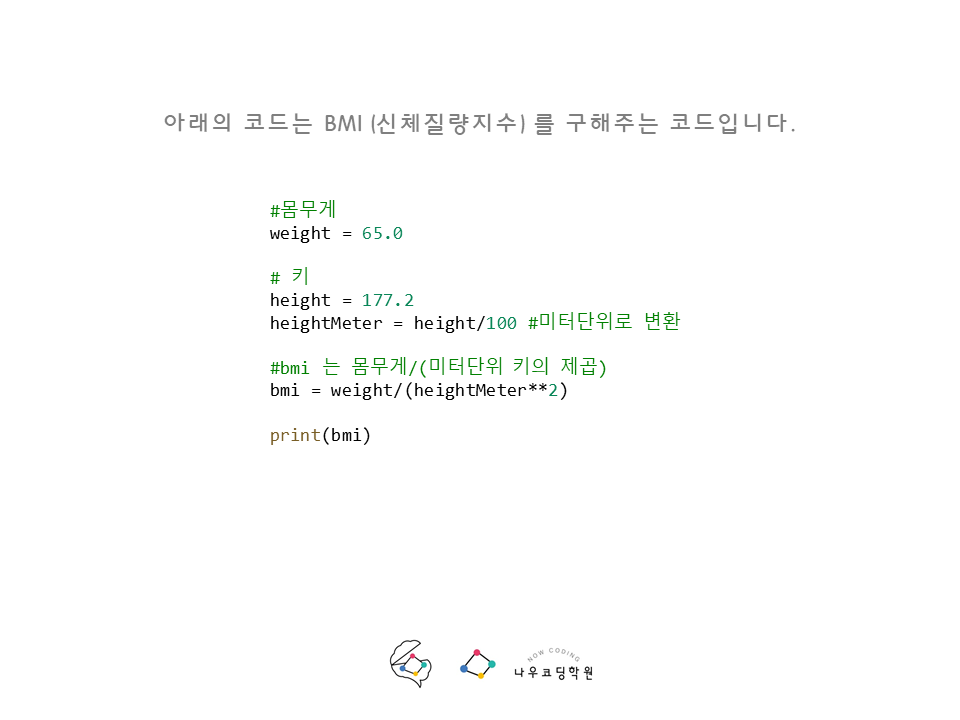 아래의 코드는 BMI (신체질량지수) 를 구해주는 코드입니다.
#몸무게
weight = 65.0
# 키
height = 177.2
heightMeter = height/100 #미터단위로 변환
#bmi 는 몸무게/(미터단위 키의 제곱)
bmi = weight/(heightMeter**2)
print(bmi)
NOW CODING
나우코딩학원